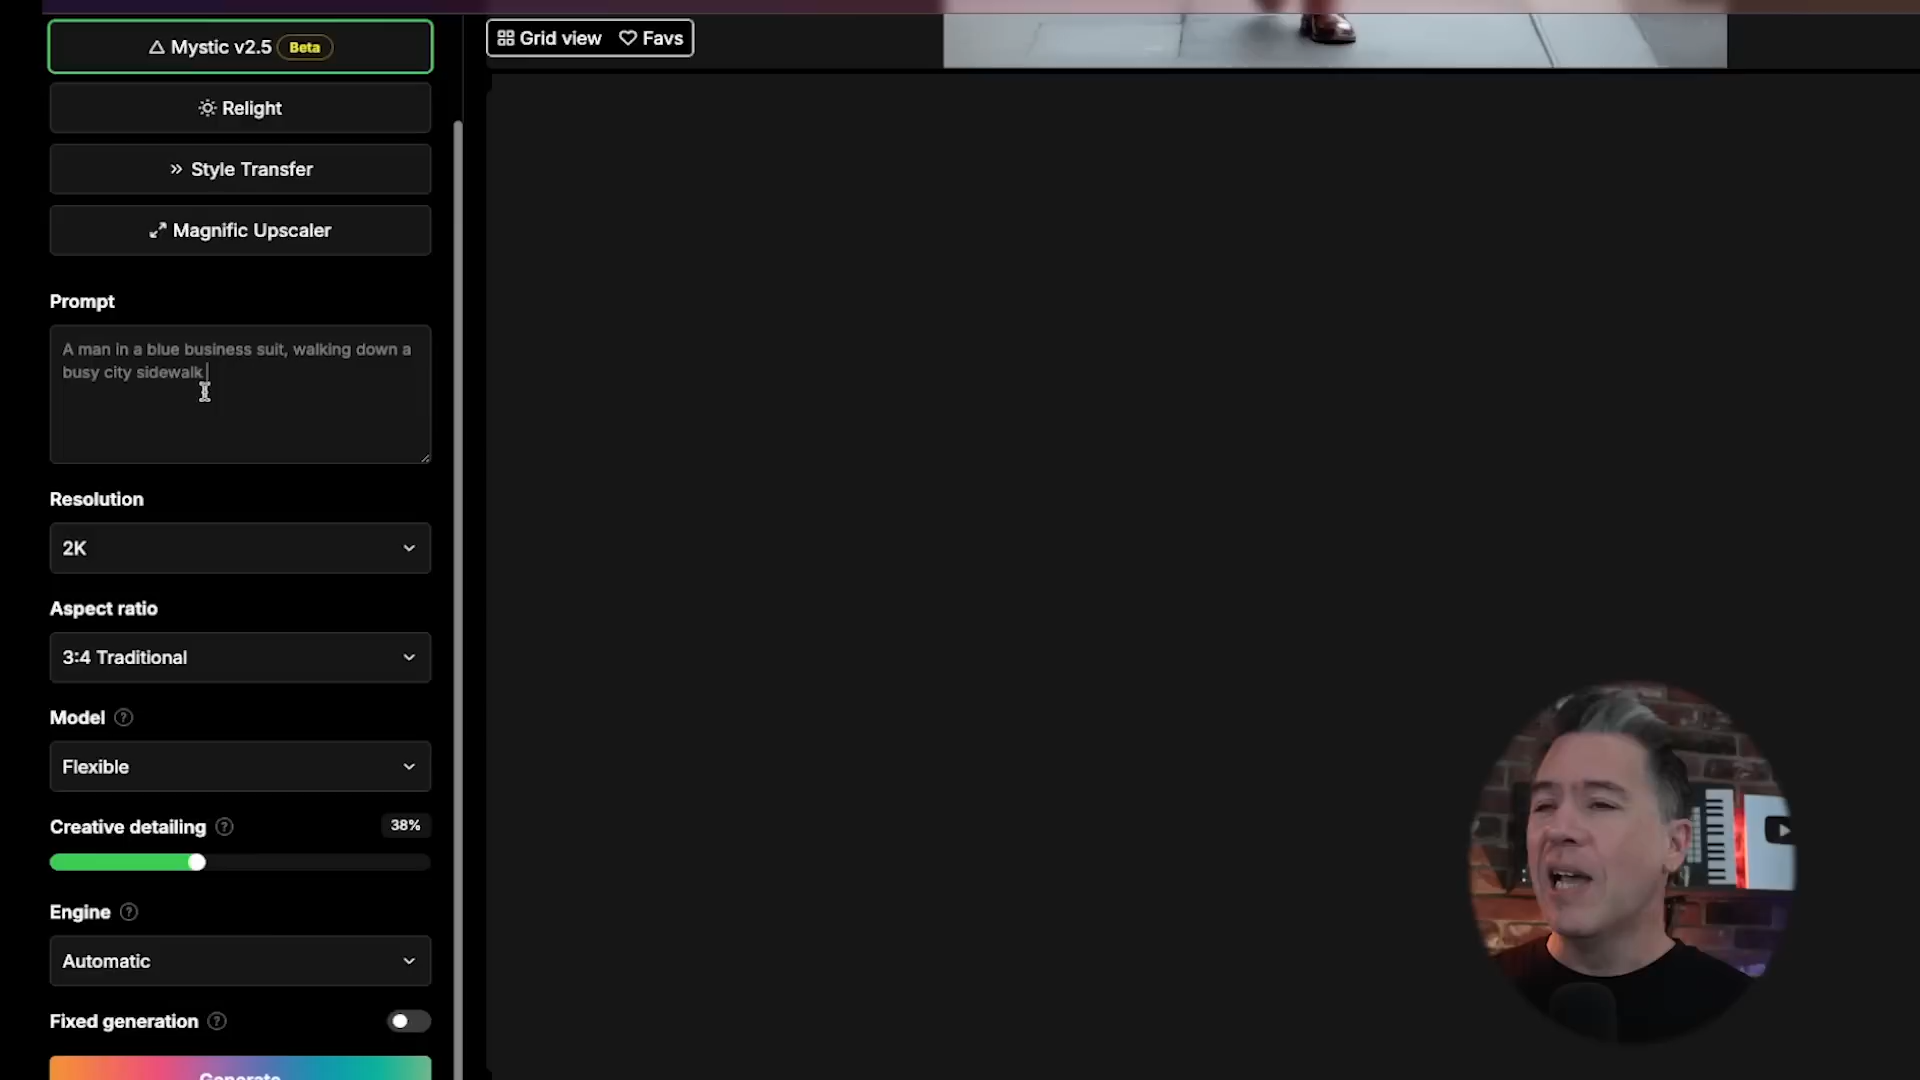 Mystic v2.5 Beta
Grid view Favs
Relight
Style Transfer
Magnific Upscaler
Prompt
A man in a blue business suit, walking down a
busy city sidewalk
Resolution
2K
Aspect ratio
3:4 Traditional
Model ?
Flexible
Creative detailing ? 38%
Engine ?
Automatic
Fixed generation ?
Generate